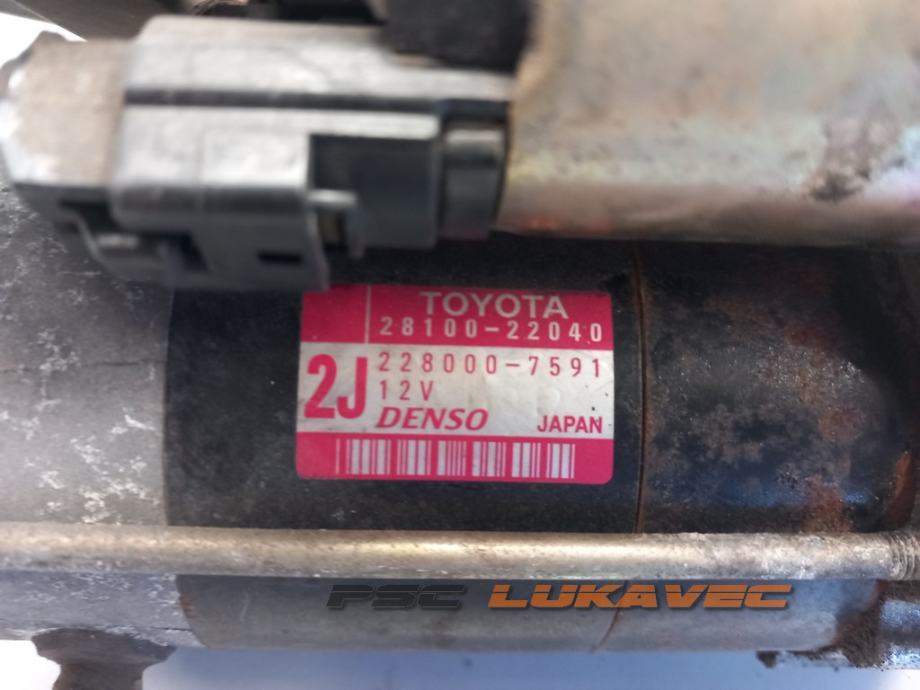 TOYOTA
28100-22040
2J
228000-7591
12V
DENSO JAPAN
PSC LUKAVEC